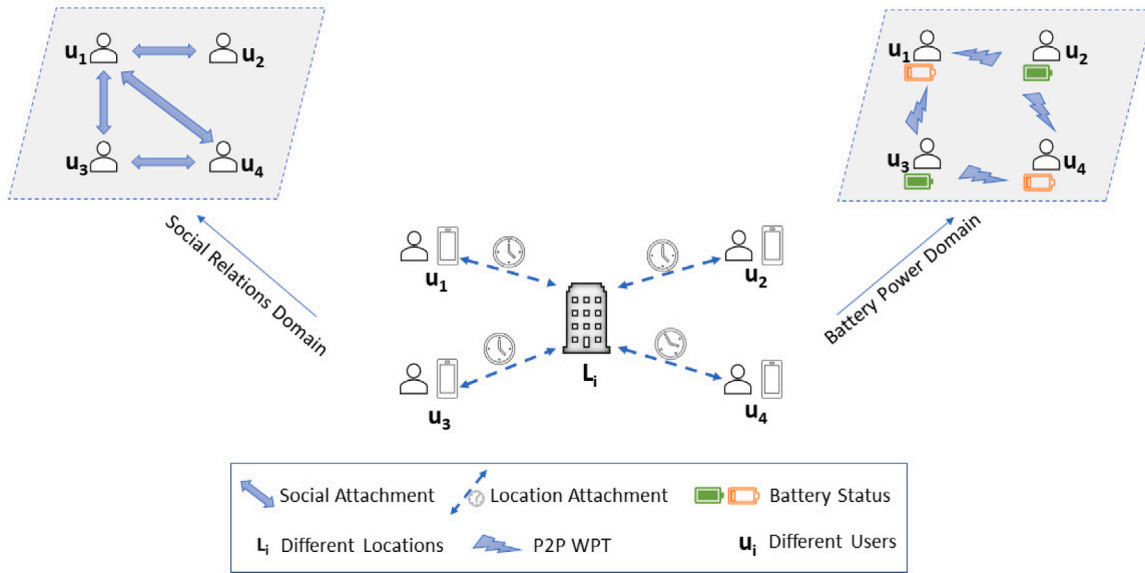 u1 u2
u3 u4
u1 u2
u3 u4
Social Relations Domain
Battery Power Domain
u1 u2
Li
u3 u4
Social Attachment Location Attachment Battery Status
Li Different Locations P2P WPT ui Different Users